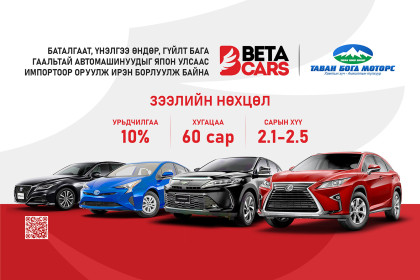 БАТАЛГААТ, ҮНЭЛГЭЭ ӨНДӨР, ГҮЙЛТ БАГА
ГААЛЬТАЙ АВТОМАШИНУУДЫГ ЯПОН УЛСААС
ИМПОРТООР ОРУУЛЖ ИРЭН БОРЛУУЛЖ БАЙНА
BETA
CARS
ТАВАН БОГД МОТОРС
ЗЭЭЛИЙН НӨХЦӨЛ
УРЬДЧИЛГАА
10%
ХУГАЦАА
60 сар
САРЫН ХҮҮ
2.1-2.5